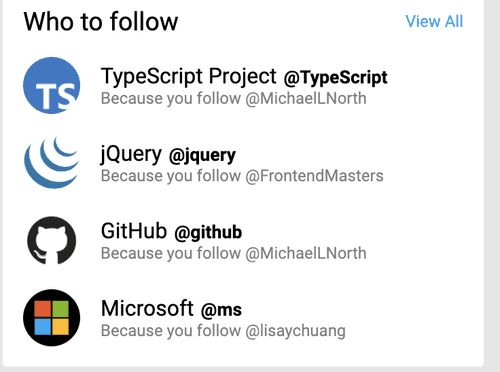 Who to follow View All
TS
TypeScript Project @TypeScript
Because you follow @MichaelLNorth
jQuery @jquery
Because you follow @FrontendMasters
GitHub @github
Because you follow @MichaelLNorth
Microsoft @ms
Because you follow @lisaychuang